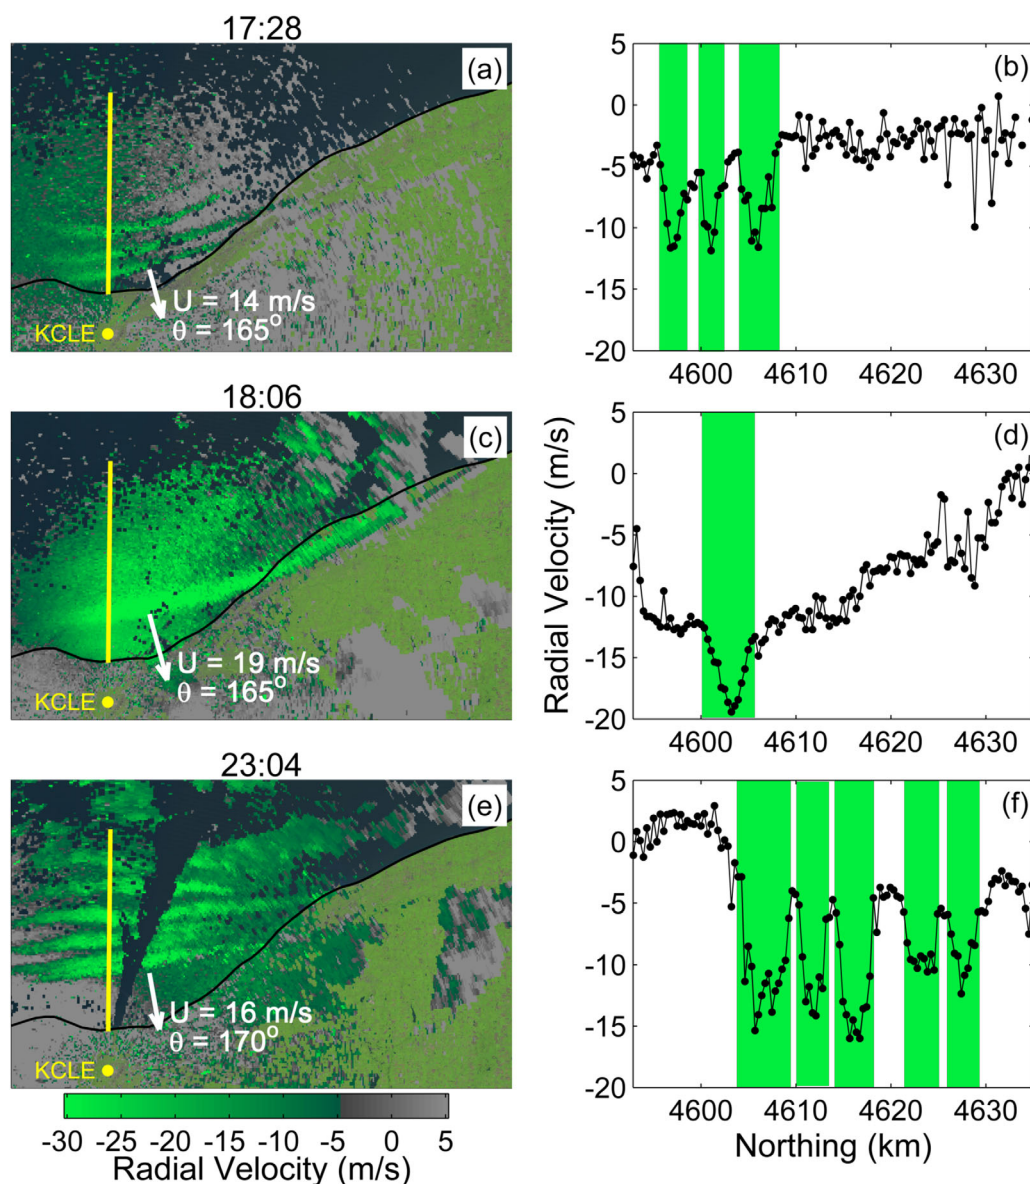 17:28
(a)
U = 14 m/s
θ = 165°
KCLE
5
0
-5
-10
-15
-20
(b)
4600 4610 4620 4630
18:06
(c)
U = 19 m/s
θ = 165°
KCLE
Radial Velocity (m/s)
5
0
-5
-10
-15
-20
(d)
4600 4610 4620 4630
23:04
(e)
U = 16 m/s
θ = 170°
KCLE
-30 -25 -20 -15 -10 -5 0 5
Radial Velocity (m/s)
5
0
-5
-10
-15
-20
(f)
4600 4610 4620 4630
Northing (km)